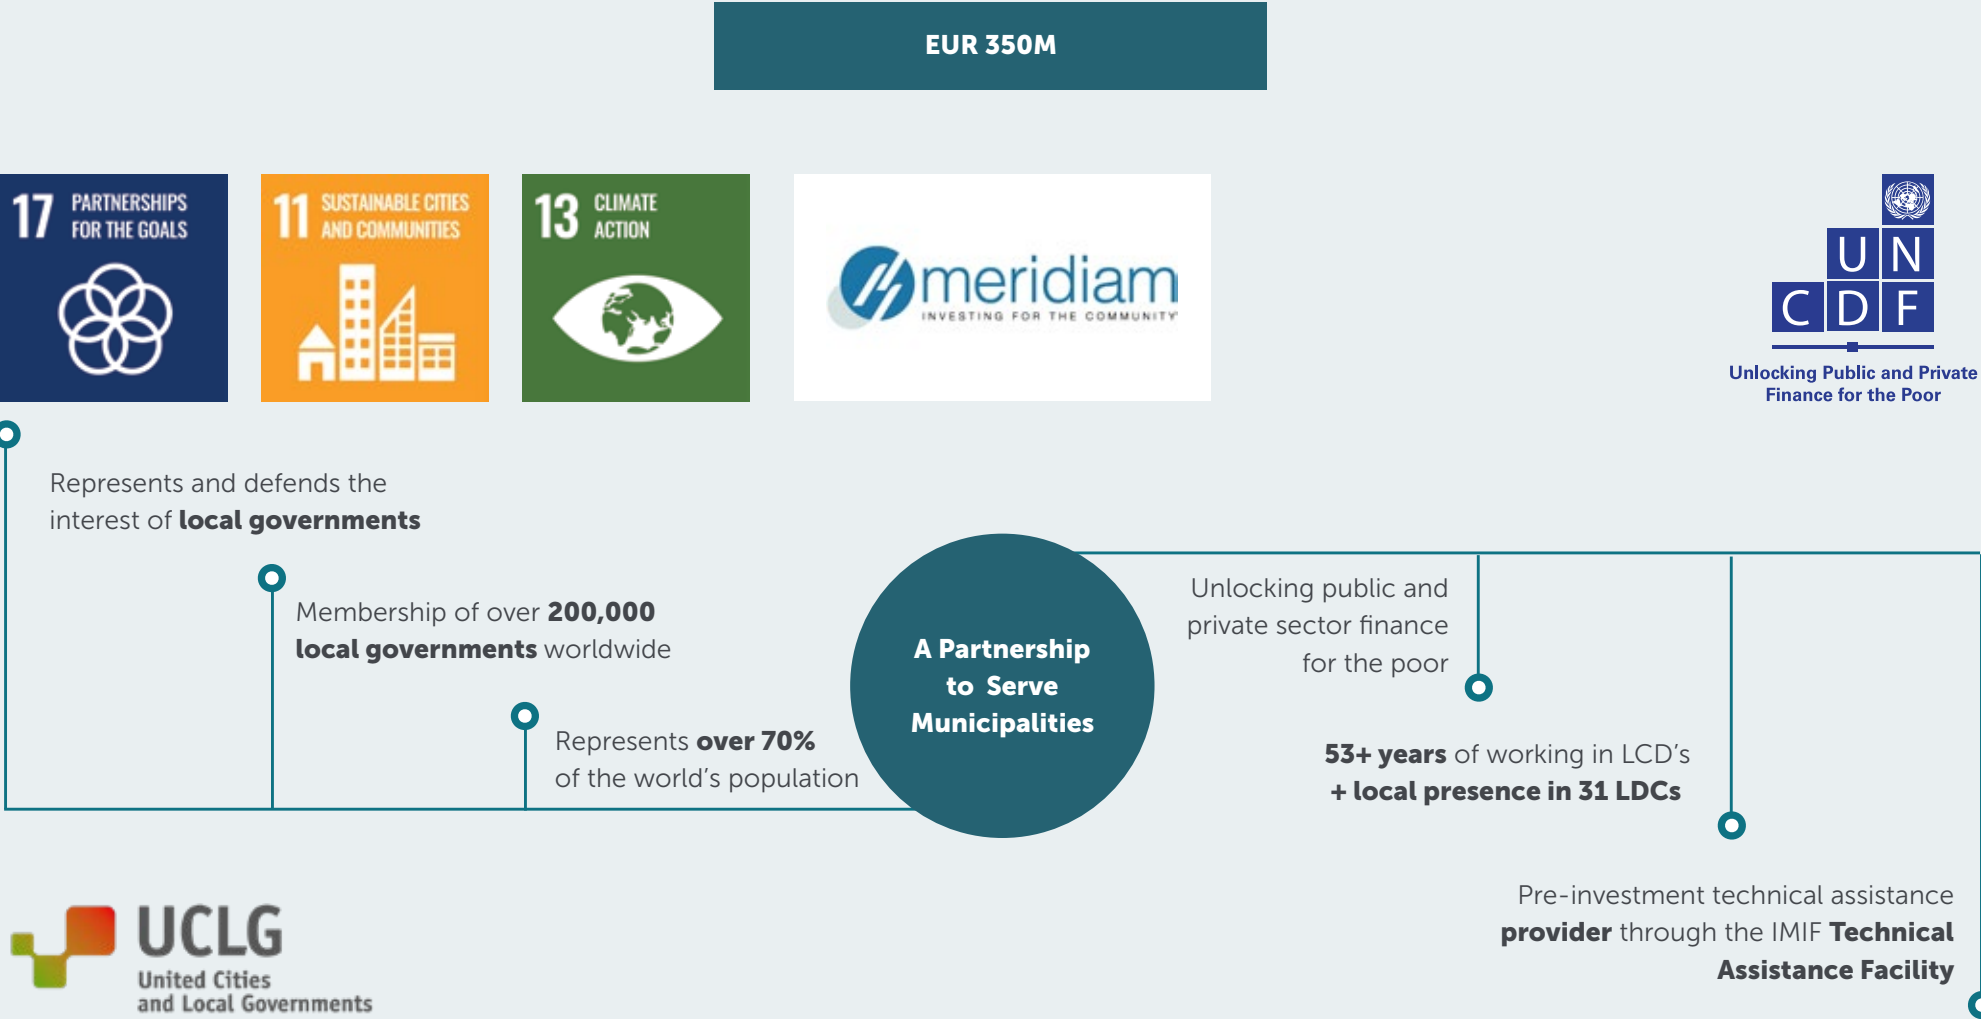 EUR 350M
17 PARTNERSHIPS
FOR THE GOALS
11 SUSTAINABLE CITIES
AND COMMUNITIES
13 CLIMATE
ACTION
meridiam
INVESTING FOR THE COMMUNITY
U N
C D F
Unlocking Public and Private
Finance for the Poor
Represents and defends the
interest of local governments
Membership of over 200,000
local governments worldwide
Represents over 70%
of the world's population
A Partnership
to Serve
Municipalities
Unlocking public and
private sector finance
for the poor
53+ years of working in LCD's
+ local presence in 31 LDCs
Pre-investment technical assistance
provider through the IMIF Technical
Assistance Facility
UCLG
United Cities
and Local Governments